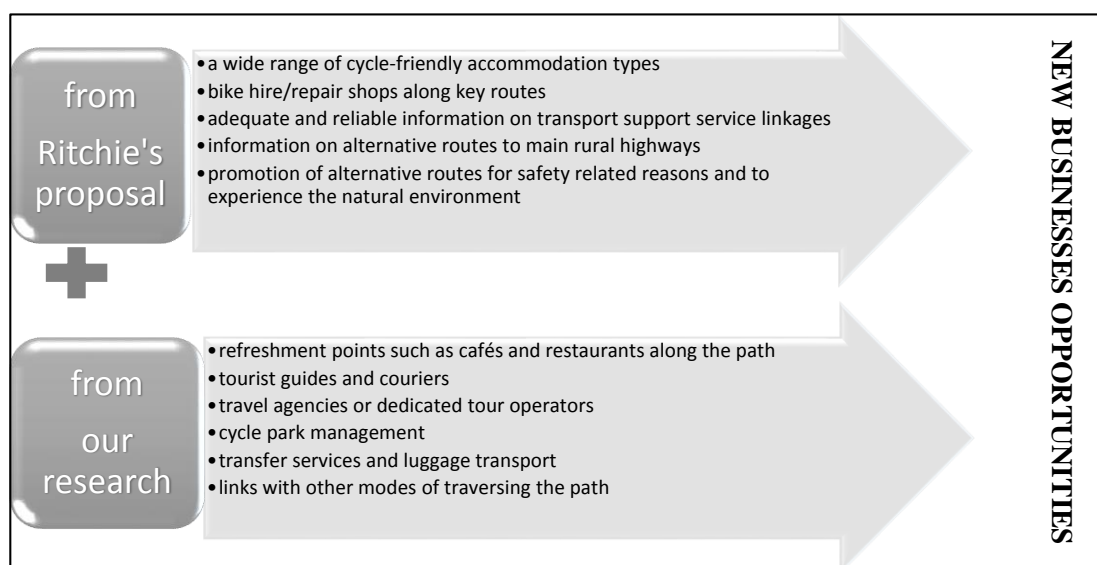 from
Ritchie's
proposal
•a wide range of cycle-friendly accommodation types
•bike hire/repair shops along key routes
•adequate and reliable information on transport support service linkages
•information on alternative routes to main rural highways
•promotion of alternative routes for safety related reasons and to
experience the natural environment
from
our
research
•refreshment points such as cafés and restaurants along the path
•tourist guides and couriers
•travel agencies or dedicated tour operators
•cycle park management
•transfer services and luggage transport
•links with other modes of traversing the path
NEW BUSINESSES OPPORTUNITIES